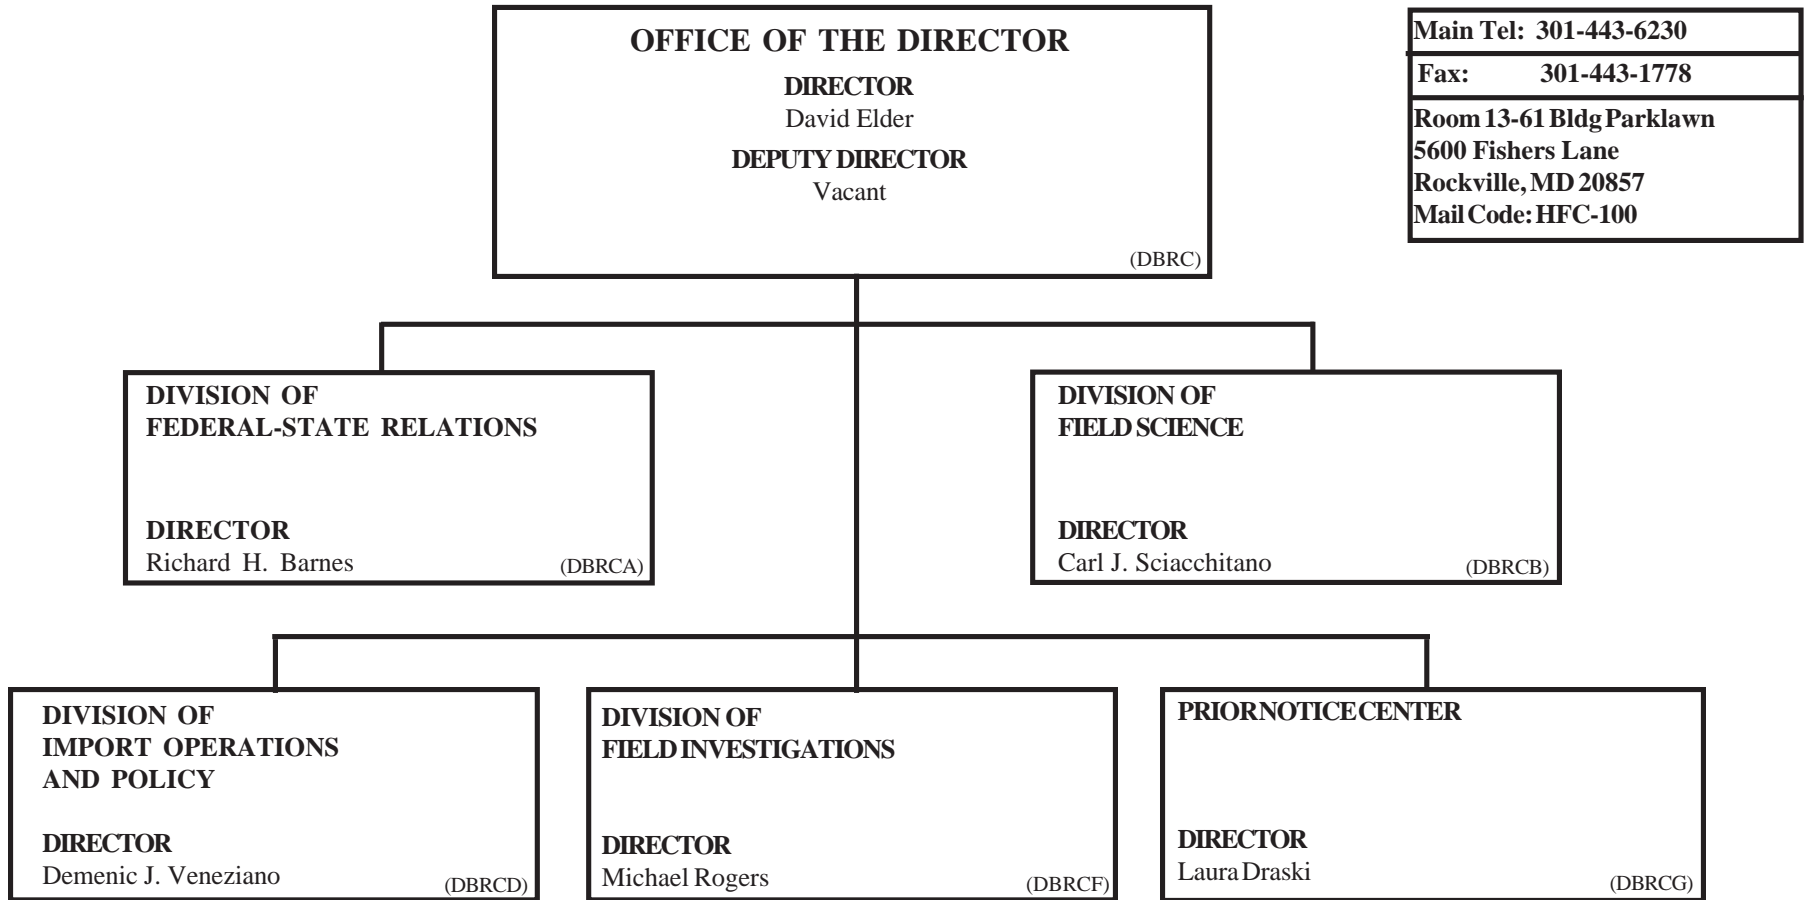 OFFICE OF THE DIRECTOR
DIRECTOR
David Elder
DEPUTY DIRECTOR
Vacant
(DBRC)
Main Tel: 301-443-6230
Fax: 301-443-1778
Room 13-61 Bldg Parklawn
5600 Fishers Lane
Rockville, MD 20857
Mail Code: HFC-100
DIVISION OF
FEDERAL-STATE RELATIONS
DIRECTOR
Richard H. Barnes
(DBRCA)
DIVISION OF
FIELD SCIENCE
DIRECTOR
Carl J. Sciacchitano
(DBRCB)
DIVISION OF
IMPORT OPERATIONS
AND POLICY
DIRECTOR
Demenic J. Veneziano
(DBRCD)
DIVISION OF
FIELD INVESTIGATIONS
DIRECTOR
Michael Rogers
(DBRCF)
PRIOR NOTICE CENTER
DIRECTOR
Laura Draski
(DBRCG)